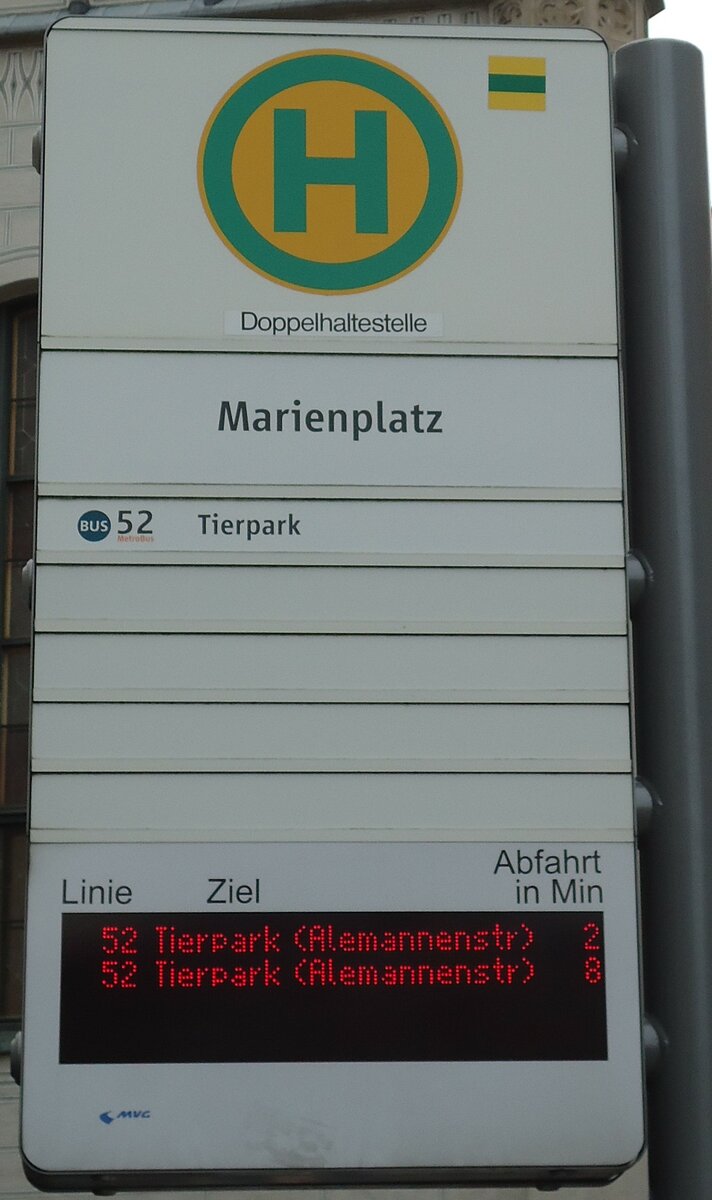 H
Doppelhaltestelle
Marienplatz
BUS 52 Tierpark
MetroBus
Linie Ziel Abfahrt in Min
52 Tierpark (Alemannenstr) 2
52 Tierpark (Alemannenstr) 8
MVG